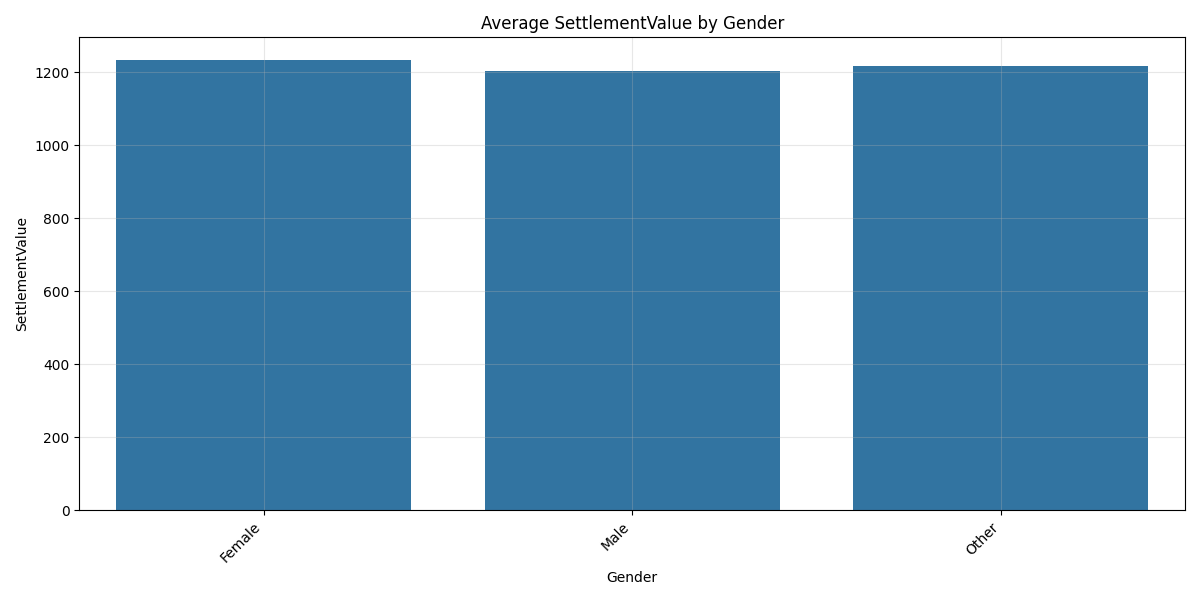 Average SettlementValue by Gender
SettlementValue
1200
1000
800
600
400
200
0
Female
Male
Other
Gender